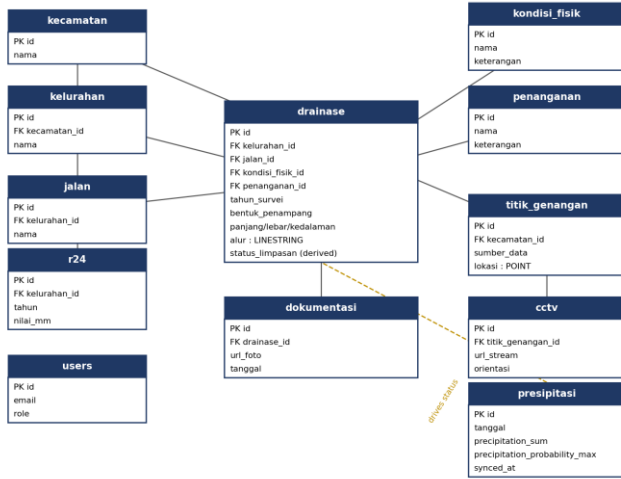 kecamatan
PK id
nama
kelurahan
PK id
FK kecamatan_id
nama
jalan
PK id
FK kelurahan_id
nama
r24
PK id
FK kelurahan_id
tahun
nilai_mm
users
PK id
email
role
drainase
PK id
FK kelurahan_id
FK jalan_id
FK kondisi_fisik_id
FK penanganan_id
tahun_survei
bentuk_penampang
panjang/lebar/kedalaman
alur : LINESTRING
status_limpasan (derived)
dokumentasi
PK id
FK drainase_id
url_foto
tanggal
drives status
kondisi_fisik
PK id
nama
keterangan
penanganan
PK id
nama
keterangan
titik_genangan
PK id
FK kecamatan_id
sumber_data
lokasi : POINT
cctv
PK id
FK titik_genangan_id
url_stream
orientasi
presipitasi
PK id
tanggal
precipitation_sum
precipitation_probability_max
synced_at